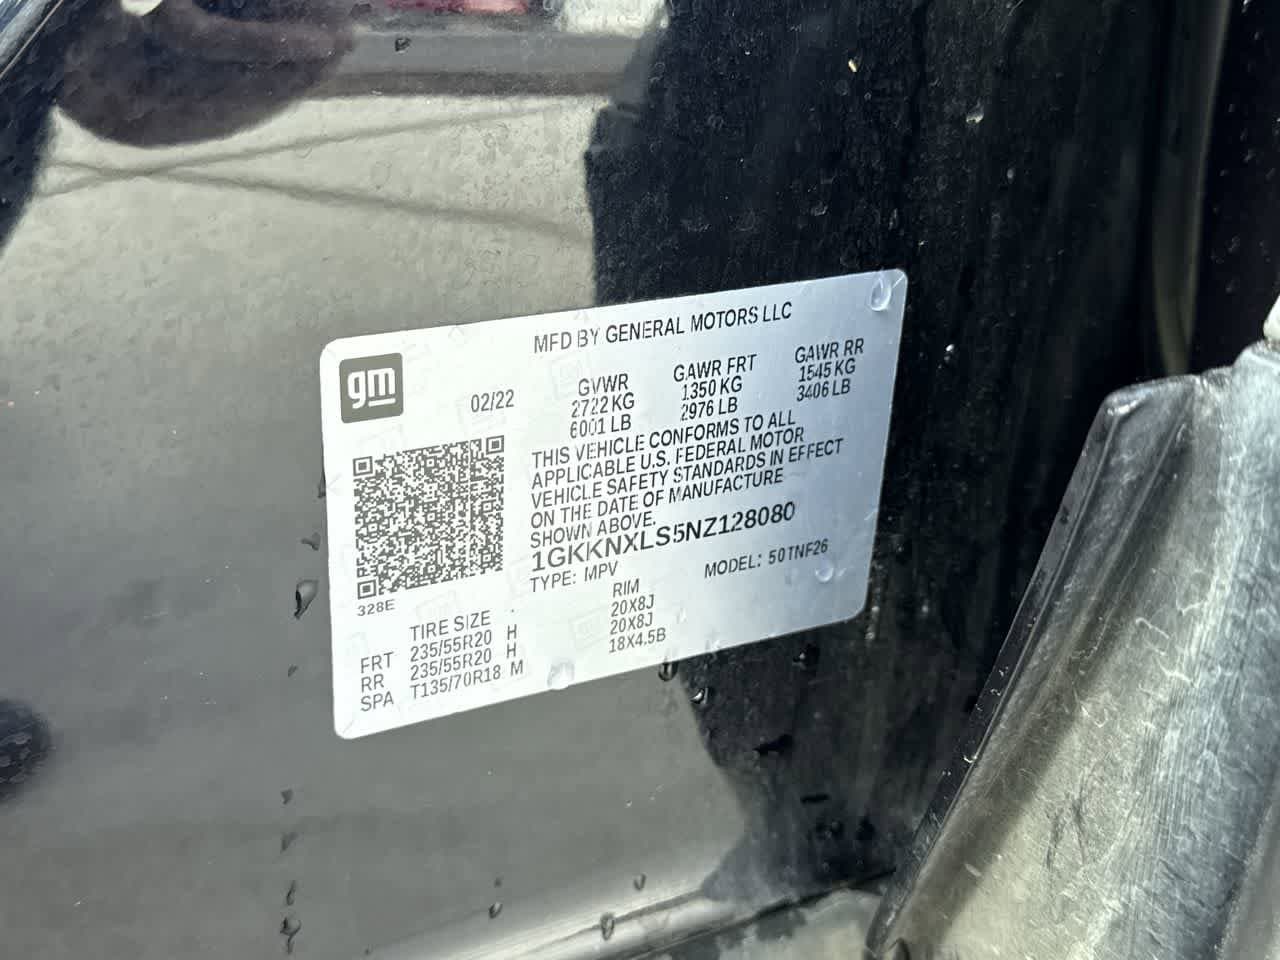 MFD BY GENERAL MOTORS LLC
gm
02/22
GVWR
2722 KG
6001 LB
GAWR FRT
1350 KG
2976 LB
GAWR RR
1545 KG
3406 LB
THIS VEHICLE CONFORMS TO ALL
APPLICABLE U.S. FEDERAL MOTOR
VEHICLE SAFETY STANDARDS IN EFFECT
ON THE DATE OF MANUFACTURE
SHOWN ABOVE.
1GKKNXLS5NZ128080
TYPE: MPV MODEL: 50TNF26
328E
TIRE SIZE RIM
FRT 235/55R20 H 20X8J
RR 235/55R20 H 20X8J
SPA T135/70R18 M 18X4.5B